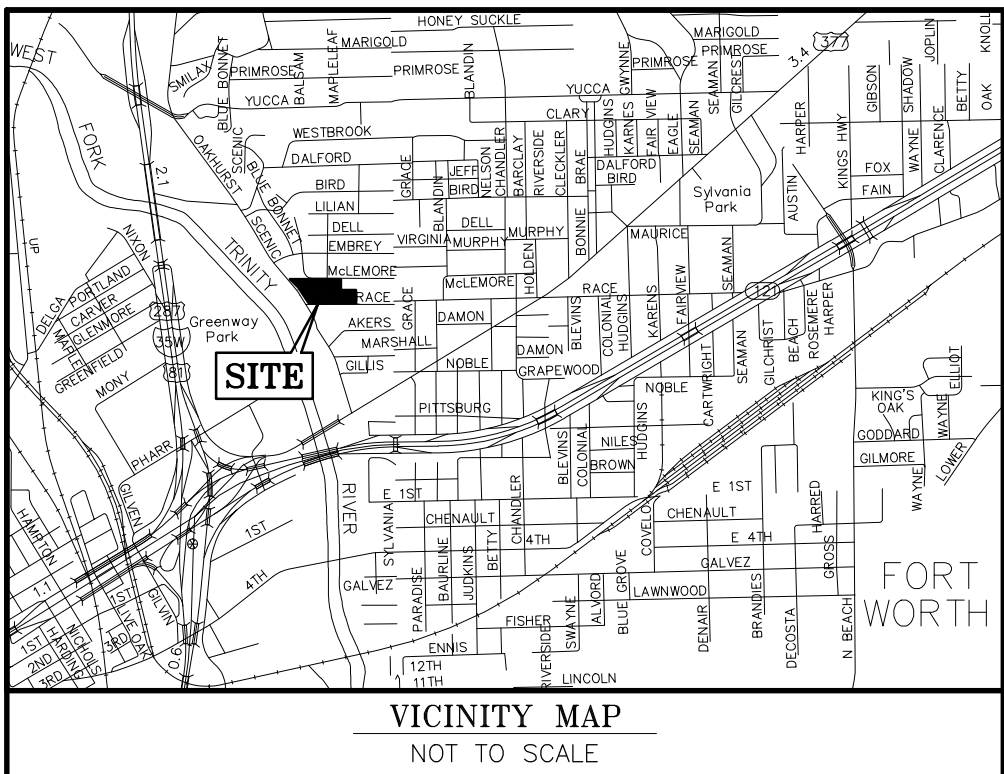 HONEY SUCKLE
MARIGOLD
MARIGOLD
377
KNOLL
WEST
SMILAX
BLUE BONNET
PRIMROSE
BALSAM
MAPLELEAF
PRIMROSE
BLANDIN
GWYNNE
PRIMROSE
PRIMROSE
SEAMAN
GILCREST
3.4
JOPLIN
GIBSON
SHADOW
BETTY
OAK
YUCCA
YUCCA
CLARY
HUDGINS
KARNES
FAIR VIEW
EAGLE
SEAMAN
HARPER
KINGS HWY
WAYNE
CLARENCE
FORK
OAKHURST
SCENIC
WESTBROOK
DALFORD
BLUE BONNET
2.1
BIRD
GRACE
JEFF
BIRD
NELSON
CHANDLER
BARCLAY
RIVERSIDE
CLECKLER
BRAE
DALFORD
BIRD
FOX
FAIN
Sylvania
Park
AUSTIN
LILIAN
BLANDIN
SCENIC
DELL
DELL
BONNIE
UP
NIXON
TRINITY
EMBREY
VIRGINIA
MURPHY
MURPHY
MAURICE
McLEMORE
McLEMORE
HOLDEN
SEAMAN
DELGA
PORTLAND
CARVER
GLENMORE
MAPLE
GREENFIELD
MONY
287
35W
81
Greenway
Park
RACE
RACE
121
GRACE
AKERS
DAMON
BLEVINS
COLONIAL
HUDGINS
KARENS
FAIRVIEW
ROSEMERE
HARPER
BEACH
GILCHRIST
SEAMAN
MARSHALL
DAMON
GILLIS
NOBLE
GRAPEWOOD
SITE
NOBLE
CARTWRIGHT
KING'S
OAK
WAYNE
ELLIOT
PITTSBURG
HUDGINS
PHARR
BLEVINS
COLONIAL
NILES
BROWN
GODDARD
GILMORE
WAYNE
LOWER
GILVEN
RIVER
E 1ST
E 1ST
HAMPTON
1ST
SYLVANIA
CHENAULT
CHANDLER
4TH
COVELO
CHENAULT
HARRED
E 4TH
BETTY
4TH
GALVEZ
GALVEZ
GROSS
1.1
1ST
GILVIN
PARADISE
BAURLINE
JUDKINS
SWAYNE
ALVORD
BLUE GROVE
LAWNWOOD
FORT
WORTH
1ST
2ND
3RD
HARDING
NICHOLS
3RD
LIVE OAK
0.9
FISHER
DENAIR
BRANDIES
DECOSTA
N BEACH
ENNIS
RIVERSIDE
12TH
11TH
LINCOLN
VICINITY MAP
NOT TO SCALE